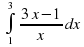 ∫₁³ (3x−1)/x dx